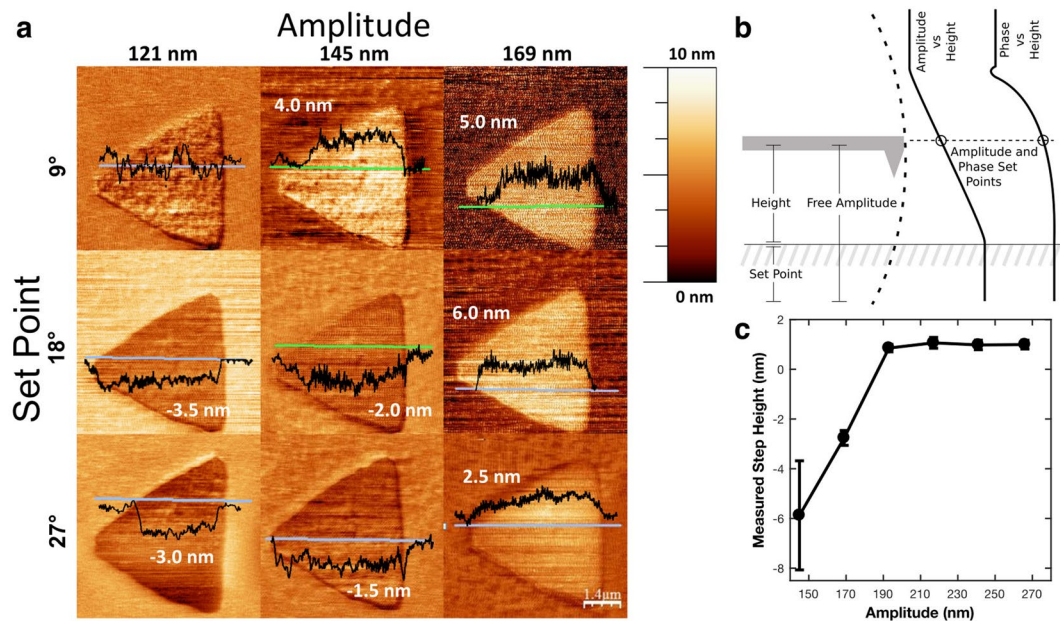 a
Amplitude
121 nm
145 nm
169 nm
Set Point
9°
18°
27°
4.0 nm
5.0 nm
-3.5 nm
-2.0 nm
6.0 nm
-3.0 nm
-1.5 nm
2.5 nm
1.4μm
10 nm
0 nm
b
Amplitude
vs
Height
Phase
vs
Height
Amplitude and
Phase Set
Points
Height
Free Amplitude
Set Point
c
Measured Step Height (nm)
2
0
-2
-4
-6
-8
150
170
190
210
230
250
270
Amplitude (nm)